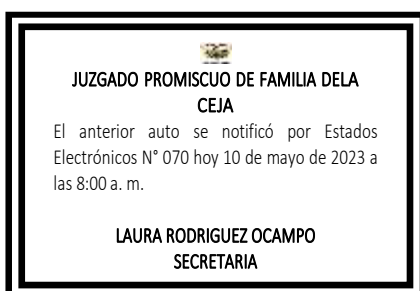 JUZGADO PROMISCUO DE FAMILIA DELA
CEJA
El anterior auto se notificó por Estados
Electrónicos N° 070 hoy 10 de mayo de 2023 a
las 8:00 a. m.
LAURA RODRIGUEZ OCAMPO
SECRETARIA